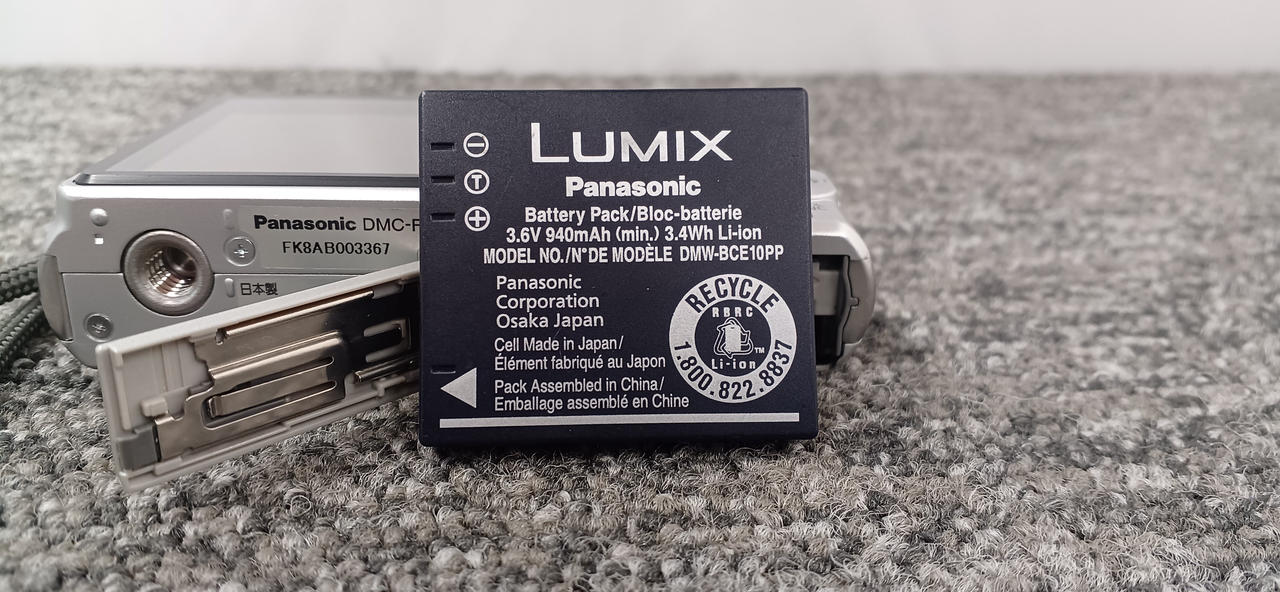 Panasonic DMC-F
FK8AB003367
日本製
LUMIX
Panasonic
Battery Pack/Bloc-batterie
3.6V 940mAh (min.) 3.4Wh Li-ion
MODEL NO./N°DE MODÈLE DMW-BCE10PP
Panasonic
Corporation
Osaka Japan
Cell Made in Japan/
Élément fabriqué au Japon
Pack Assembled in China/
Emballage assemblé en Chine
T
RECYCLE
RBRC
TM
Li-ion
1.800.822.8837